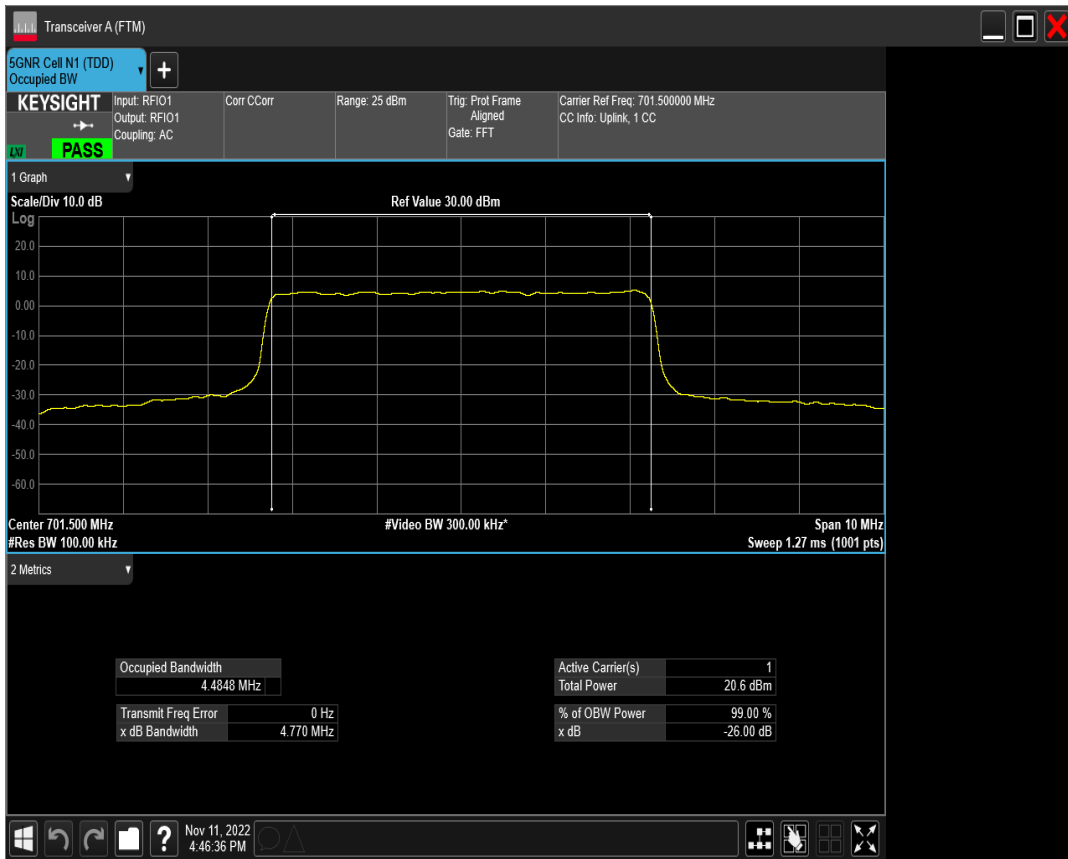 Transceiver A (FTM)
5GNR Cell N1 (TDD)
Occupied BW
+
KEYSIGHT
LXI
PASS
Input: RFIO1
Output: RFIO1
Coupling: AC
Corr CCorr
Range: 25 dBm
Trig: Prot Frame
Aligned
Gate: FFT
Carrier Ref Freq: 701.500000 MHz
CC Info: Uplink, 1 CC
1 Graph
Scale/Div 10.0 dB
Ref Value 30.00 dBm
Log
20.0
10.0
0.00
-10.0
-20.0
-30.0
-40.0
-50.0
-60.0
Center 701.500 MHz
#Video BW 300.00 kHz*
Span 10 MHz
#Res BW 100.00 kHz
Sweep 1.27 ms (1001 pts)
2 Metrics
Occupied Bandwidth
4.4848 MHz
Transmit Freq Error 0 Hz
x dB Bandwidth 4.770 MHz
Active Carrier(s) 1
Total Power 20.6 dBm
% of OBW Power 99.00 %
x dB -26.00 dB
?
Nov 11, 2022
4:46:36 PM